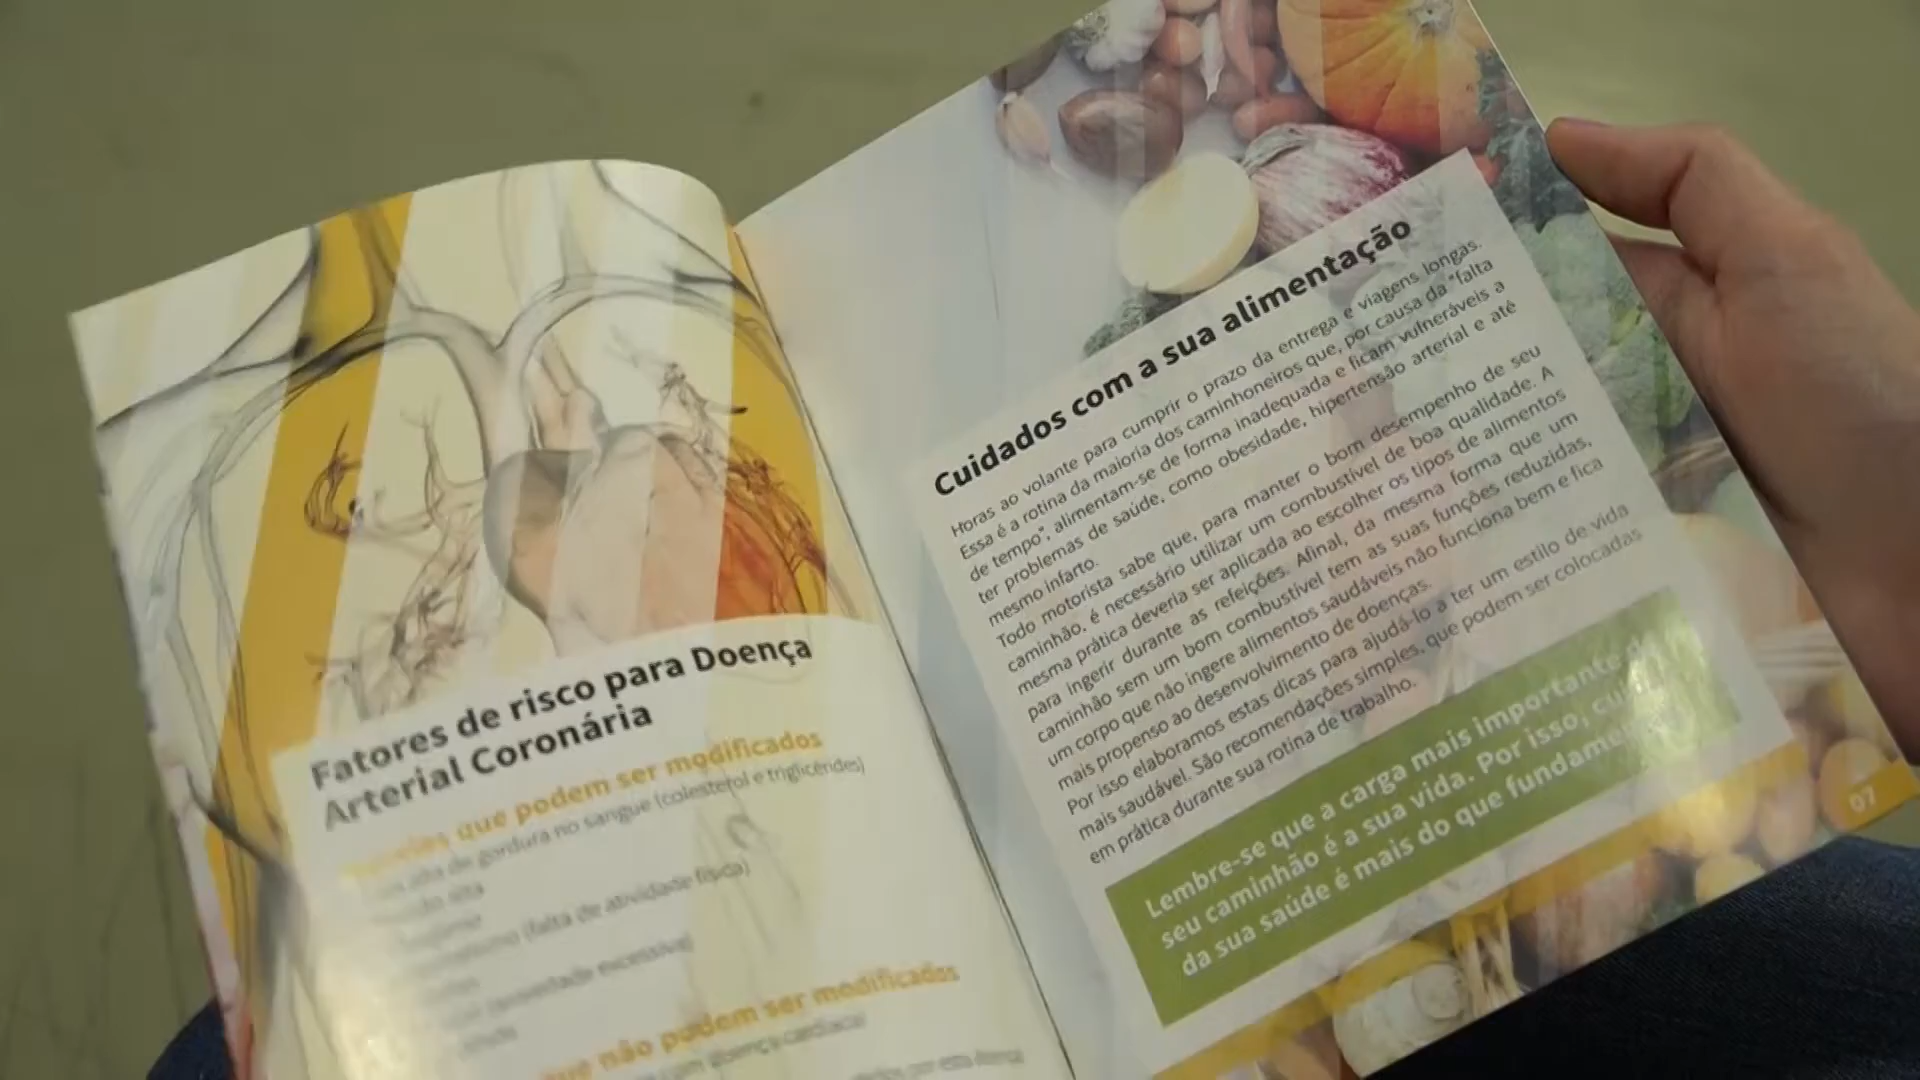 Fatores de risco para Doença
Arterial Coronária
que podem ser modificados
alta de gordura no sangue (colesterol e triglicérides)
alta
(falta de atividade física)
excessiva)
que não podem ser modificados
com doença cardíaca
Cuidados com a sua alimentação
Horas ao volante para cumprir o prazo da entrega e viagens longas.
Essa é a rotina da maioria dos caminhoneiros que, por causa da "falta
de tempo", alimentam-se de forma inadequada e ficam vulneráveis a
ter problemas de saúde, como obesidade, hipertensão arterial e até
mesmo infarto.
Todo motorista sabe que, para manter o bom desempenho de seu
caminhão, é necessário utilizar um combustível de boa qualidade. A
mesma prática deveria ser aplicada ao escolher os tipos de alimentos
para ingerir durante as refeições. Afinal, da mesma forma que um
caminhão sem um bom combustível tem as suas funções reduzidas,
um corpo que não ingere alimentos saudáveis não funciona bem e fica
mais propenso ao desenvolvimento de doenças.
Por isso elaboramos estas dicas para ajudá-lo a ter um estilo de vida
mais saudável. São recomendações simples, que podem ser colocadas
em prática durante sua rotina de trabalho.
Lembre-se que a carga mais importante
seu caminhão é a sua vida. Por isso,
da sua saúde é mais do que
07